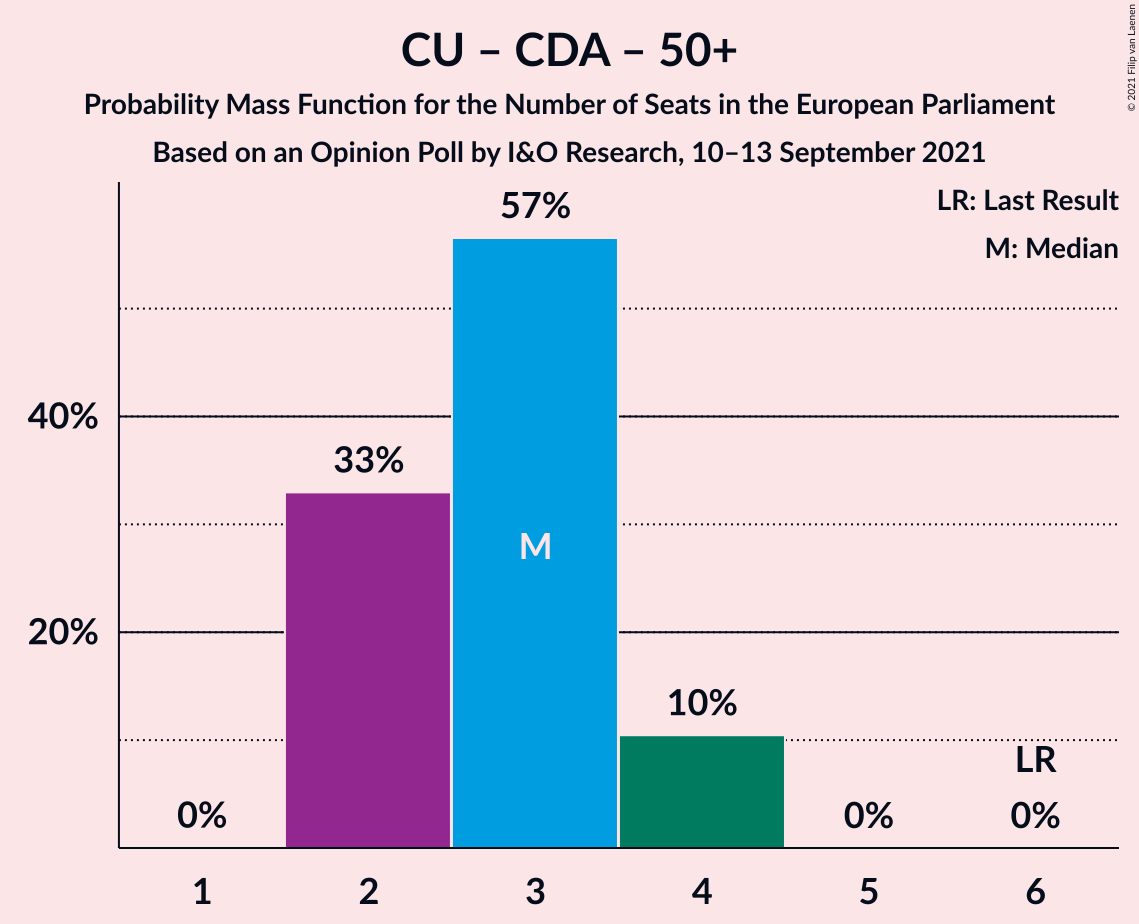 CU – CDA – 50+
Probability Mass Function for the Number of Seats in the European Parliament
Based on an Opinion Poll by I&O Research, 10–13 September 2021
© 2021 Filip van Laenen
LR: Last Result
M: Median
57%
40%
33%
M
20%
10%
LR
0%
0%
0%
1
2
3
4
5
6